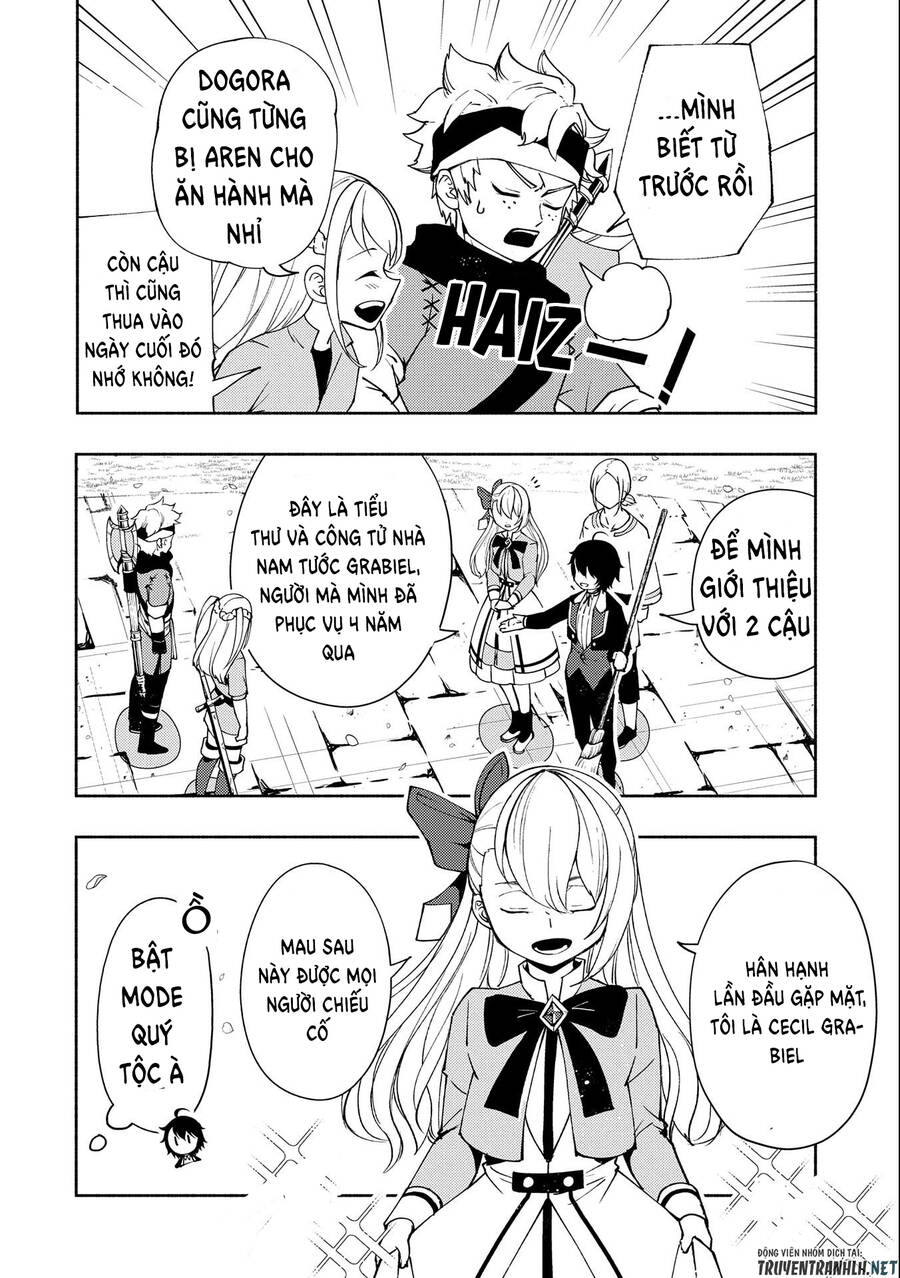 ...MÌNH
BIẾT TỪ
TRƯỚC RỒI
DOGORA
CŨNG TỪNG
BỊ AREN CHO
ĂN HÀNH MÀ
NHỈ
CÒN CẬU
THÌ CŨNG
THUA VÀO
NGÀY CUỐI ĐÓ
NHỚ KHÔNG!
HAIZ—!
ĐỂ MÌNH
GIỚI THIỆU
VỚI 2 CẬU
ĐÂY LÀ TIỂU
THƯ VÀ CÔNG TỬ NHÀ
NAM TƯỚC GRABIEL,
NGƯỜI MÀ MÌNH ĐÃ
PHỤC VỤ 4 NĂM
QUA
HÂN HẠNH
LẦN ĐẦU GẶP MẶT,
TÔI LÀ CECIL GRA-
BIEL
MAU SAU
NÀY ĐƯỢC MỌI
NGƯỜI CHIẾU
CỐ
Ồ
BẬT
MODE
QUÝ
TỘC À
ĐỘNG VIÊN NHÓM DỊCH TẠI:
TRUYENTRANHLH.NET